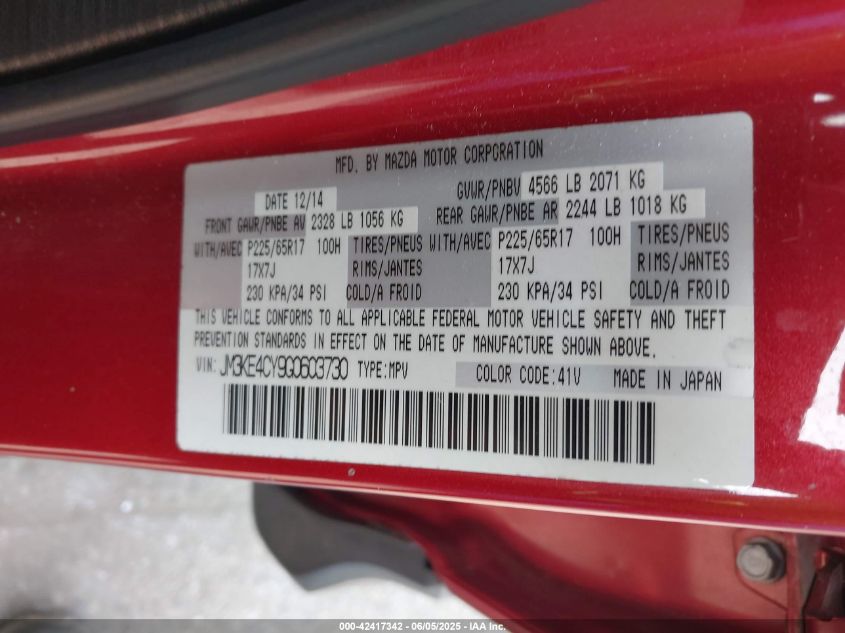 MFD. BY MAZDA MOTOR CORPORATION
DATE 12/14 GVWR/PNBV 4566 LB 2071 KG
FRONT GAWR/PNBE AV 2328 LB 1056 KG REAR GAWR/PNBE AR 2244 LB 1018 KG
WITH/AVEC P225/65R17 100H TIRES/PNEUS WITH/AVEC P225/65R17 100H TIRES/PNEUS
17X7J RIMS/JANTES 17X7J RIMS/JANTES
230 KPA/34 PSI COLD/A FROID 230 KPA/34 PSI COLD/A FROID
THIS VEHICLE CONFORMS TO ALL APPLICABLE FEDERAL MOTOR VEHICLE SAFETY AND THEFT
PREVENTION STANDARDS IN EFFECT ON THE DATE OF MANUFACTURE SHOWN ABOVE.
VIN: JM3KE4CY9G0603730 TYPE:MPV COLOR CODE:41V MADE IN JAPAN
000-42417342 - 06/05/2025 - IAA Inc.